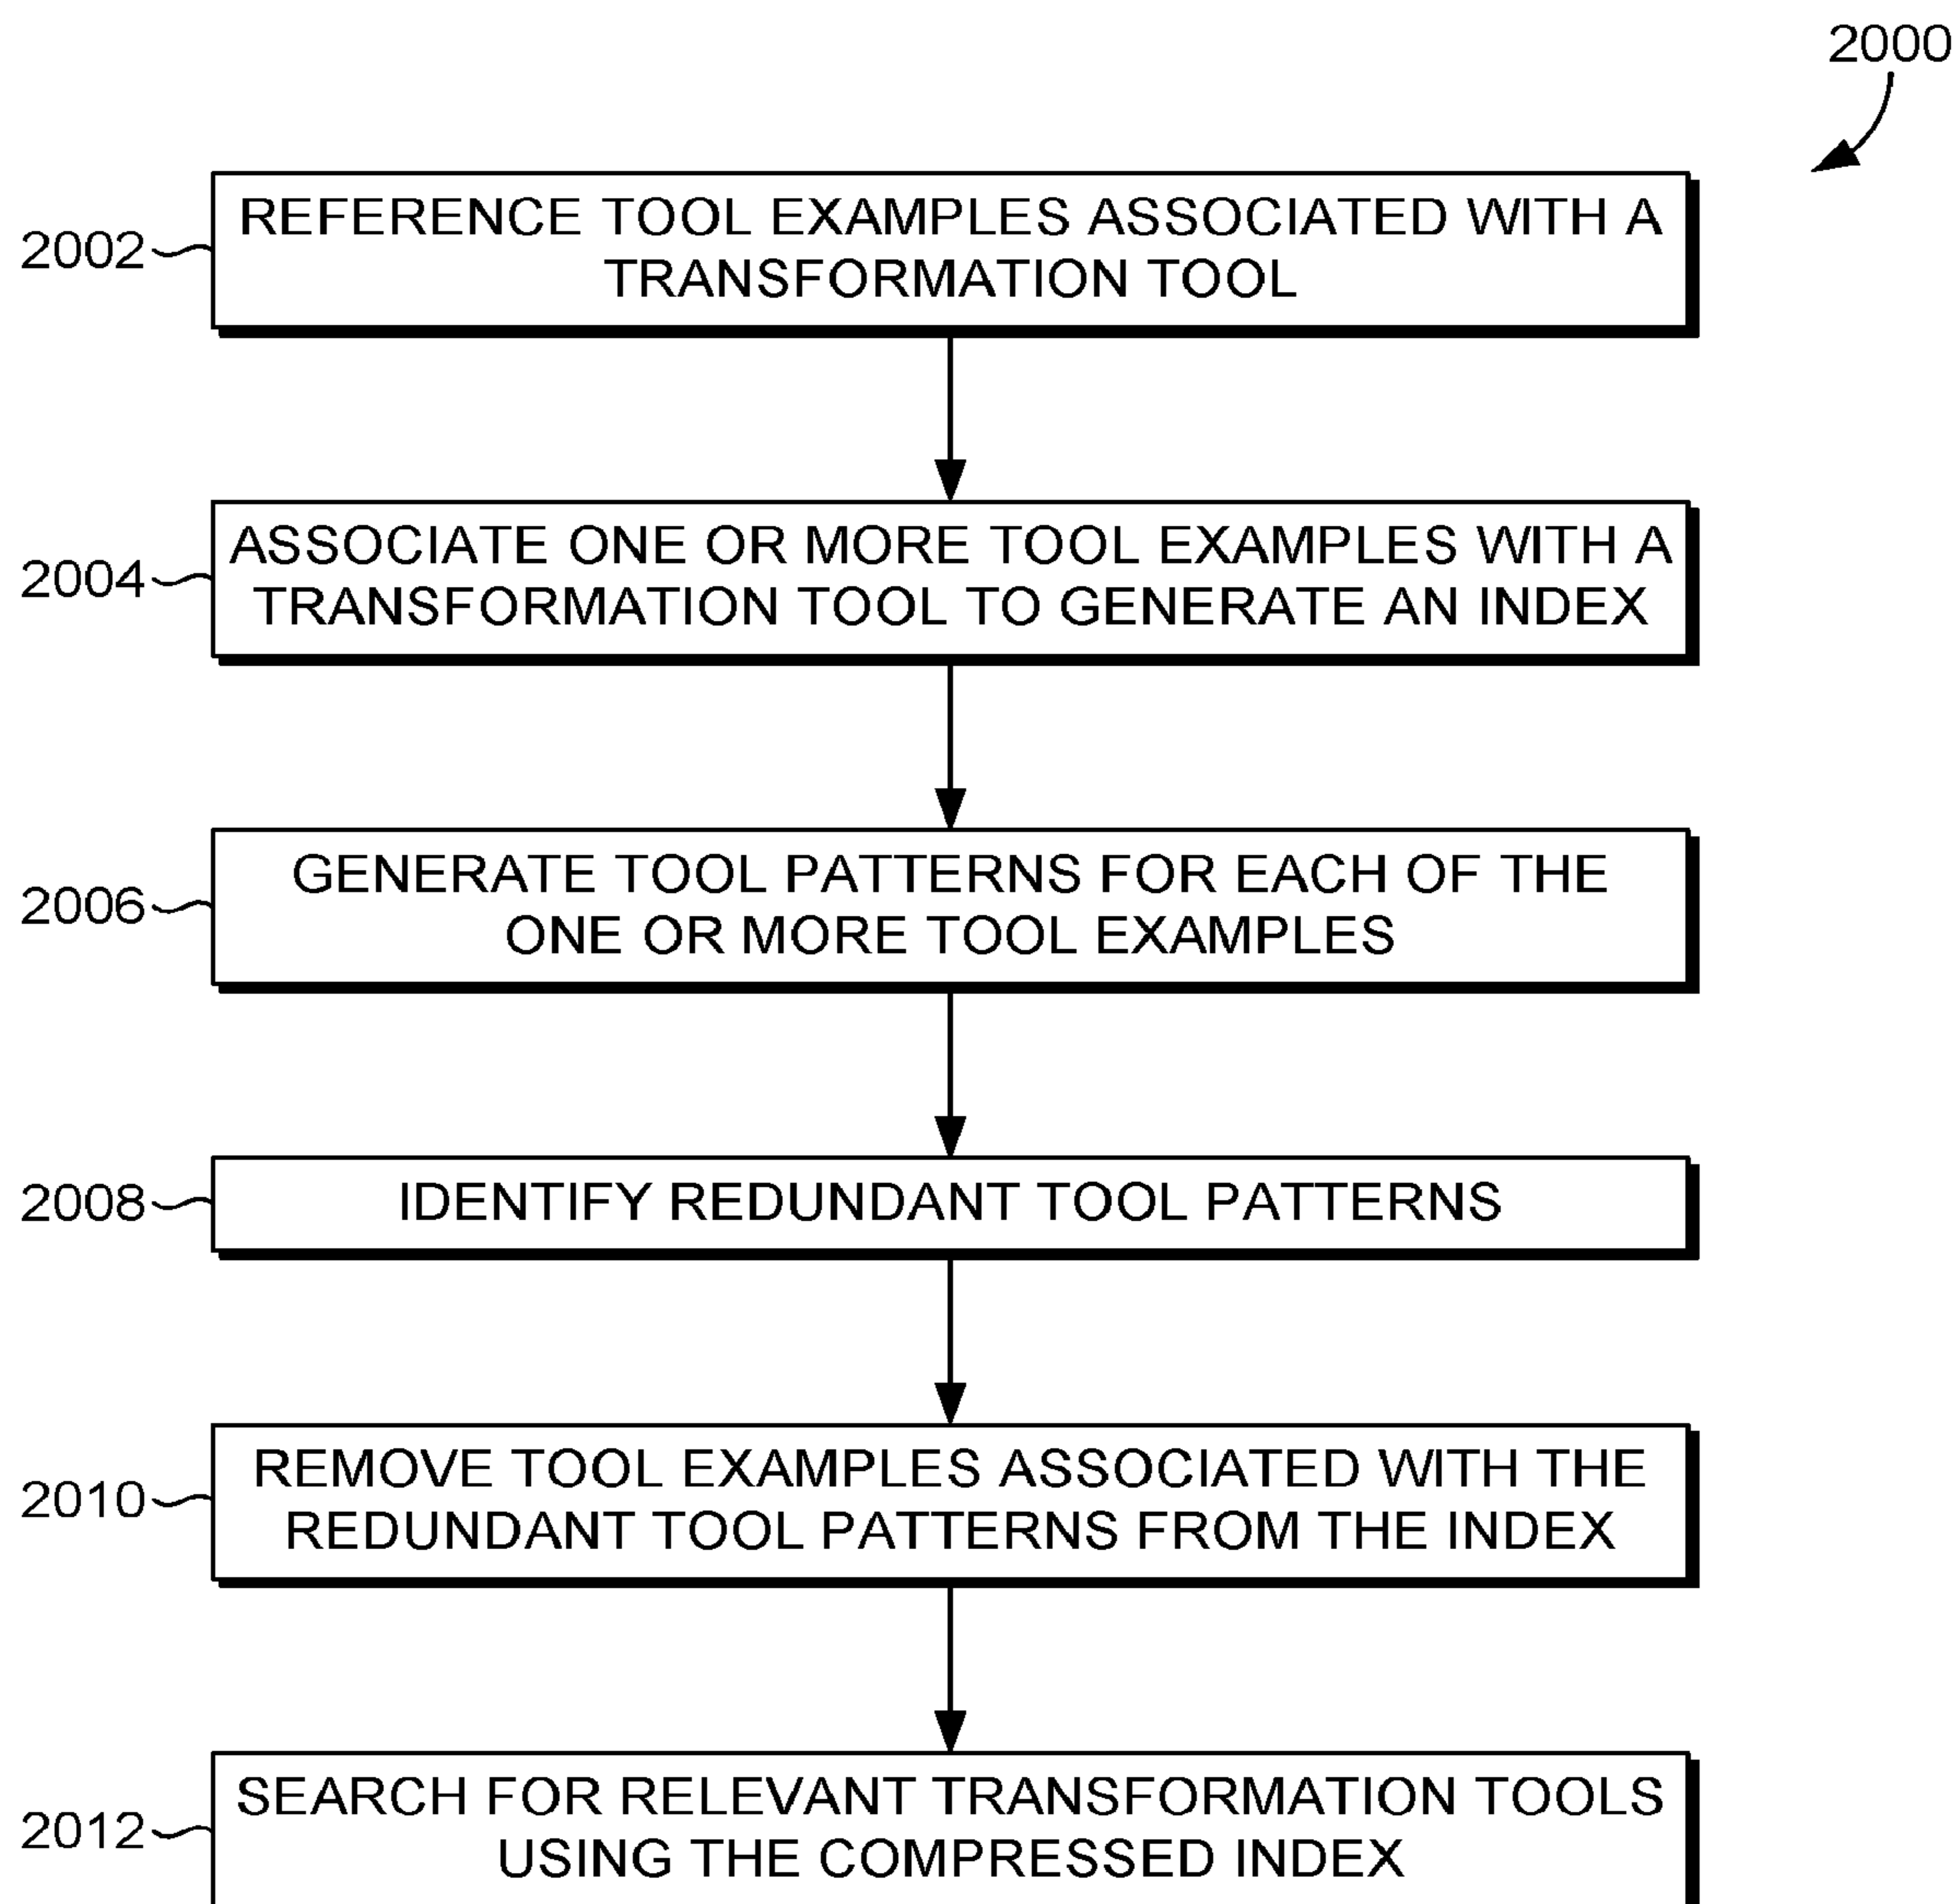 2000
2002
REFERENCE TOOL EXAMPLES ASSOCIATED WITH A
TRANSFORMATION TOOL
2004
ASSOCIATE ONE OR MORE TOOL EXAMPLES WITH A
TRANSFORMATION TOOL TO GENERATE AN INDEX
2006
GENERATE TOOL PATTERNS FOR EACH OF THE
ONE OR MORE TOOL EXAMPLES
2008
IDENTIFY REDUNDANT TOOL PATTERNS
2010
REMOVE TOOL EXAMPLES ASSOCIATED WITH THE
REDUNDANT TOOL PATTERNS FROM THE INDEX
2012
SEARCH FOR RELEVANT TRANSFORMATION TOOLS
USING THE COMPRESSED INDEX